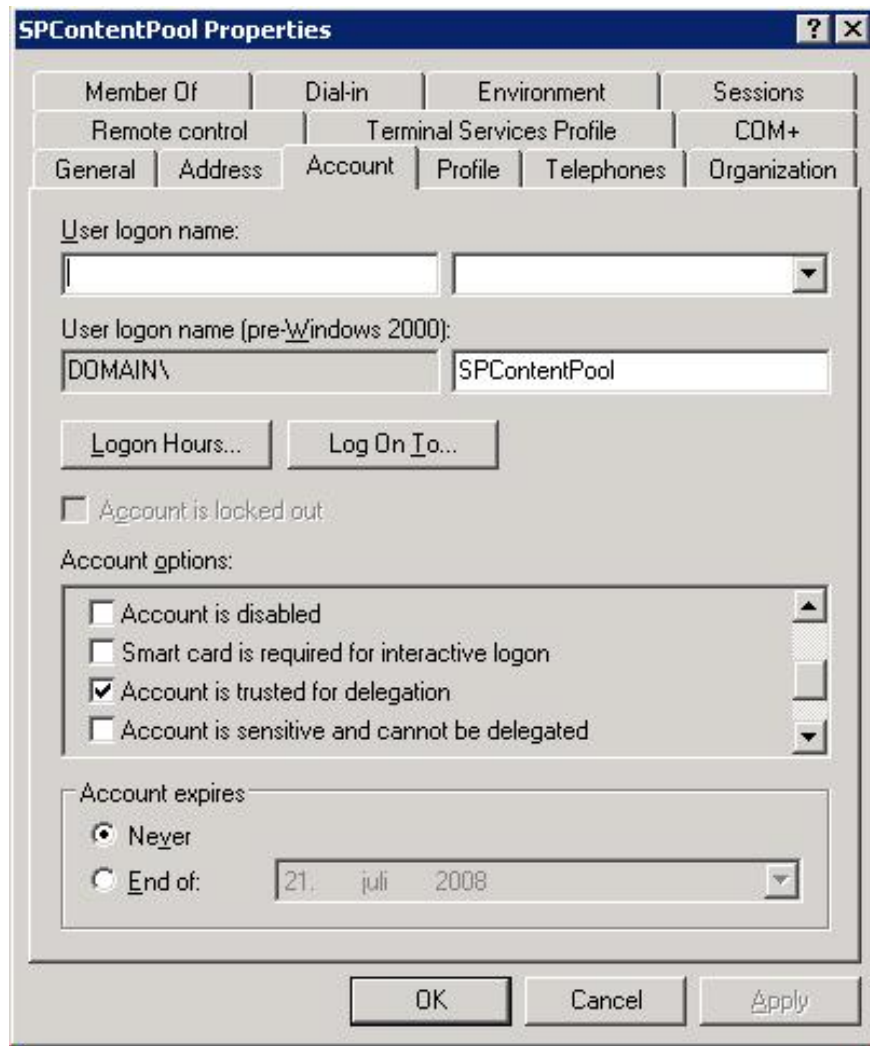 SPContentPool Properties
Member Of Dial-in Environment Sessions
Remote control Terminal Services Profile COM+
General Address Account Profile Telephones Organization
User logon name:
User logon name (pre-Windows 2000):
DOMAIN\ SPContentPool
Logon Hours... Log On To...
Account is locked out
Account options:
Account is disabled
Smart card is required for interactive logon
Account is trusted for delegation
Account is sensitive and cannot be delegated
Account expires
Never
End of: 21. juli 2008
OK Cancel Apply